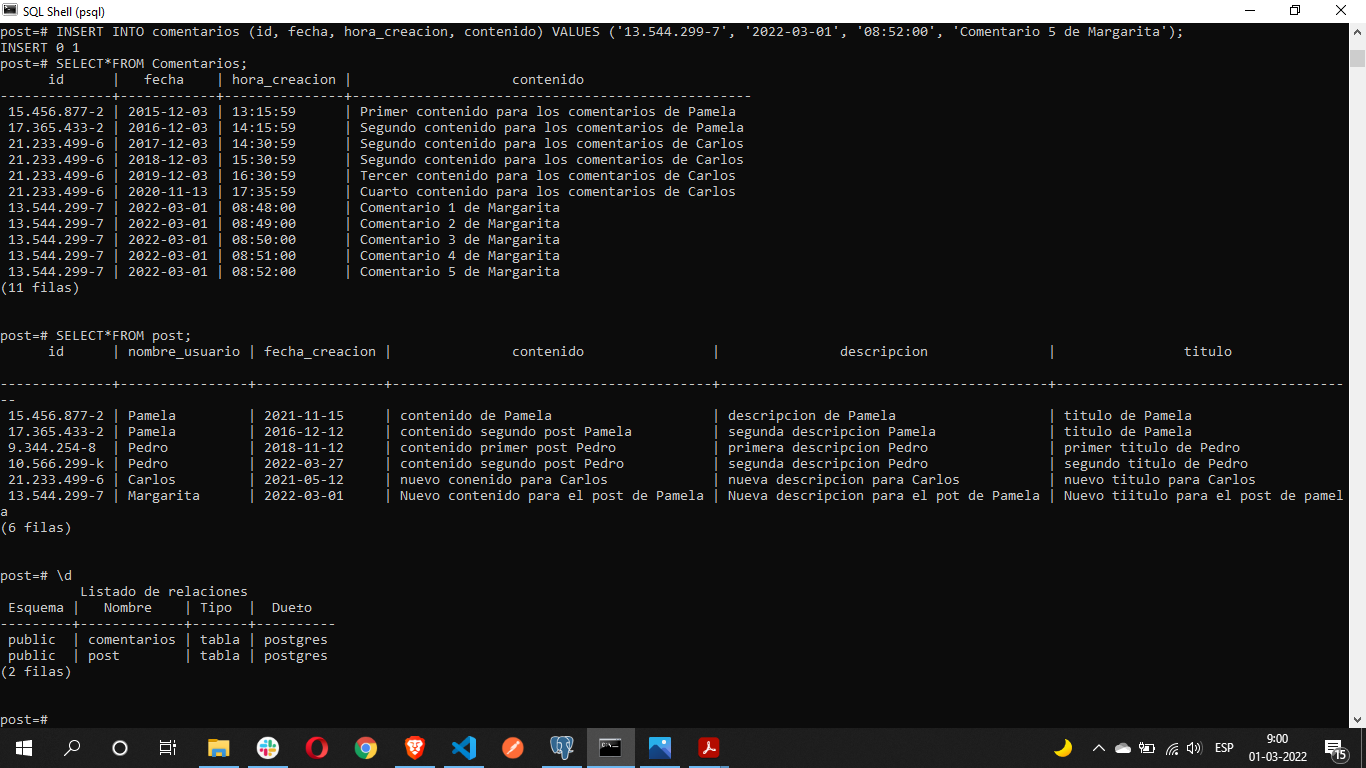 SQL Shell (psql)
post=# INSERT INTO comentarios (id, fecha, hora_creacion, contenido) VALUES ('13.544.299-7', '2022-03-01', '08:52:00', 'Comentario 5 de Margarita');
INSERT 0 1
post=# SELECT*FROM Comentarios;
      id      |   fecha    | hora_creacion |                    contenido
--------------+------------+---------------+--------------------------------------------------
 15.456.877-2 | 2015-12-03 | 13:15:59      | Primer contenido para los comentarios de Pamela
 17.365.433-2 | 2016-12-03 | 14:15:59      | Segundo contenido para los comentarios de Pamela
 21.233.499-6 | 2017-12-03 | 14:30:59      | Segundo contenido para los comentarios de Carlos
 21.233.499-6 | 2018-12-03 | 15:30:59      | Segundo contenido para los comentarios de Carlos
 21.233.499-6 | 2019-12-03 | 16:30:59      | Tercer contenido para los comentarios de Carlos
 21.233.499-6 | 2020-11-13 | 17:35:59      | Cuarto contenido para los comentarios de Carlos
 13.544.299-7 | 2022-03-01 | 08:48:00      | Comentario 1 de Margarita
 13.544.299-7 | 2022-03-01 | 08:49:00      | Comentario 2 de Margarita
 13.544.299-7 | 2022-03-01 | 08:50:00      | Comentario 3 de Margarita
 13.544.299-7 | 2022-03-01 | 08:51:00      | Comentario 4 de Margarita
 13.544.299-7 | 2022-03-01 | 08:52:00      | Comentario 5 de Margarita
(11 filas)
post=# SELECT*FROM post;
      id      | nombre_usuario | fecha_creacion |               contenido                |               descripcion               |                titulo
--------------+----------------+----------------+----------------------------------------+-----------------------------------------+------------------------------------
--
 15.456.877-2 | Pamela         | 2021-11-15     | contenido de Pamela                    | descripcion de Pamela                   | titulo de Pamela
 17.365.433-2 | Pamela         | 2016-12-12     | contenido segundo post Pamela          | segunda descripcion Pamela              | titulo de Pamela
 9.344.254-8  | Pedro          | 2018-11-12     | contenido primer post Pedro            | primera descripcion Pedro               | primer titulo de Pedro
 10.566.299-k | Pedro          | 2022-03-27     | contenido segundo post Pedro           | segunda descripcion Pedro               | segundo titulo de Pedro
 21.233.499-6 | Carlos         | 2021-05-12     | nuevo conenido para Carlos             | nueva descripcion para Carlos           | nuevo titulo para Carlos
 13.544.299-7 | Margarita      | 2022-03-01     | Nuevo contenido para el post de Pamela | Nueva descripcion para el pot de Pamela | Nuevo tiitulo para el post de pamel
a
(6 filas)
post=# \d
          Listado de relaciones
 Esquema |   Nombre    | Tipo  |  Due±o
---------+-------------+-------+----------
 public  | comentarios | tabla | postgres
 public  | post        | tabla | postgres
(2 filas)
post=#
ESP
9:00
01-03-2022
15